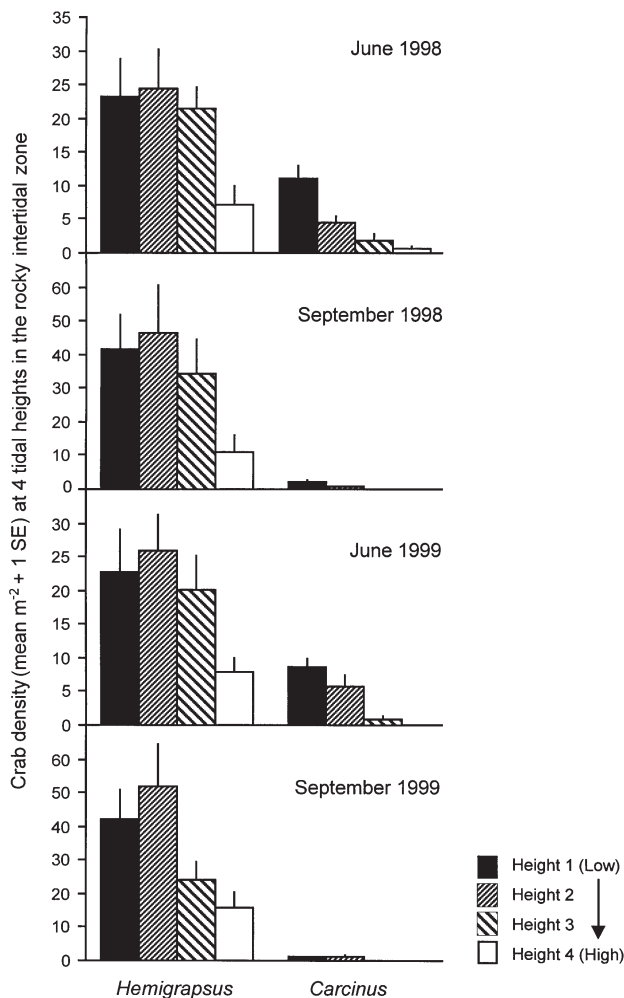 Crab density (mean m⁻² + 1 SE) at 4 tidal heights in the rocky intertidal zone
June 1998
35
30
25
20
15
10
5
0
September 1998
60
50
40
30
20
10
0
June 1999
30
25
20
15
10
5
0
September 1999
60
50
40
30
20
10
0
Hemigrapsus
Carcinus
Height 1 (Low)
Height 2
Height 3
Height 4 (High)